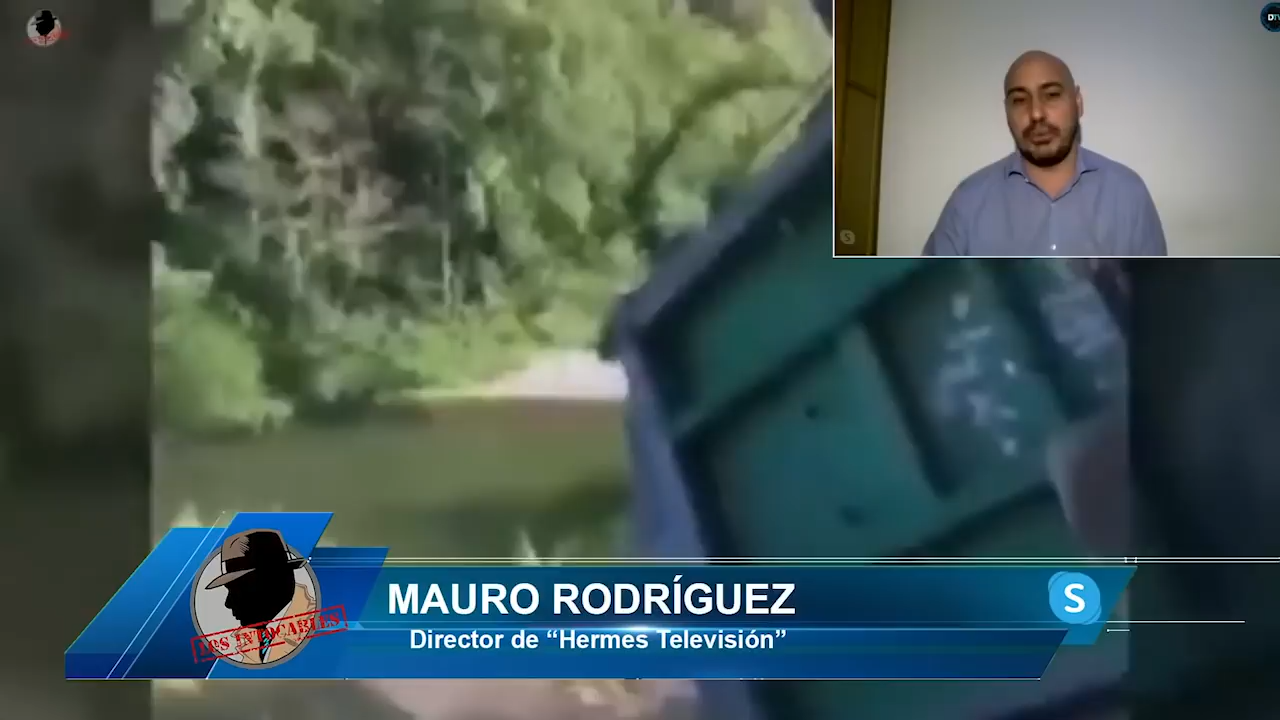 MAURO RODRÍGUEZ
S
Director de “Hermes Televisión”
LOS INTOCABLES